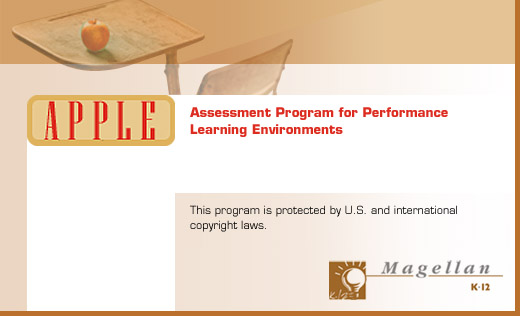 APPLE
Assessment Program for Performance
Learning Environments
This program is protected by U.S. and international
copyright laws.
Magellan
K·12